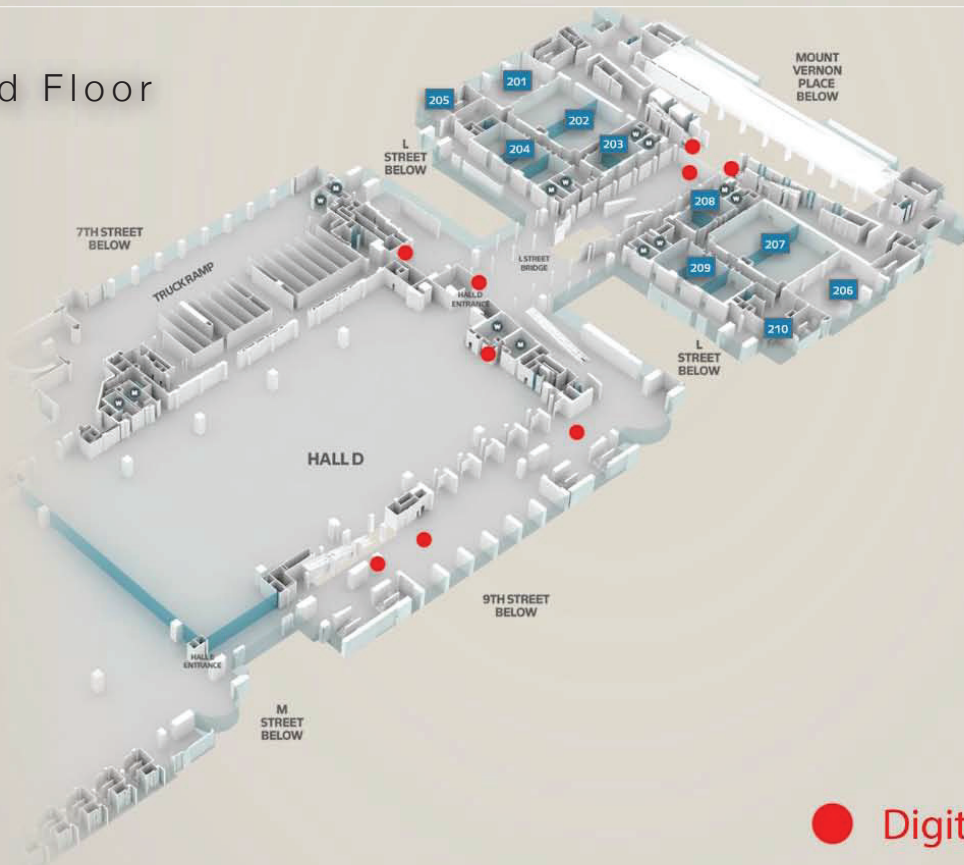 d Floor
MOUNT
VERNON
PLACE
BELOW
201
205
202
204
203
W
M
L
STREET
BELOW
M
W
208
M
W
M
W
7TH STREET
BELOW
207
L STREET
BRIDGE
M
W
209
TRUCK RAMP
HALL D
ENTRANCE
206
W
M
210
L
STREET
BELOW
M
W
HALL D
9TH STREET
BELOW
HALL D
ENTRANCE
M
STREET
BELOW
Digit